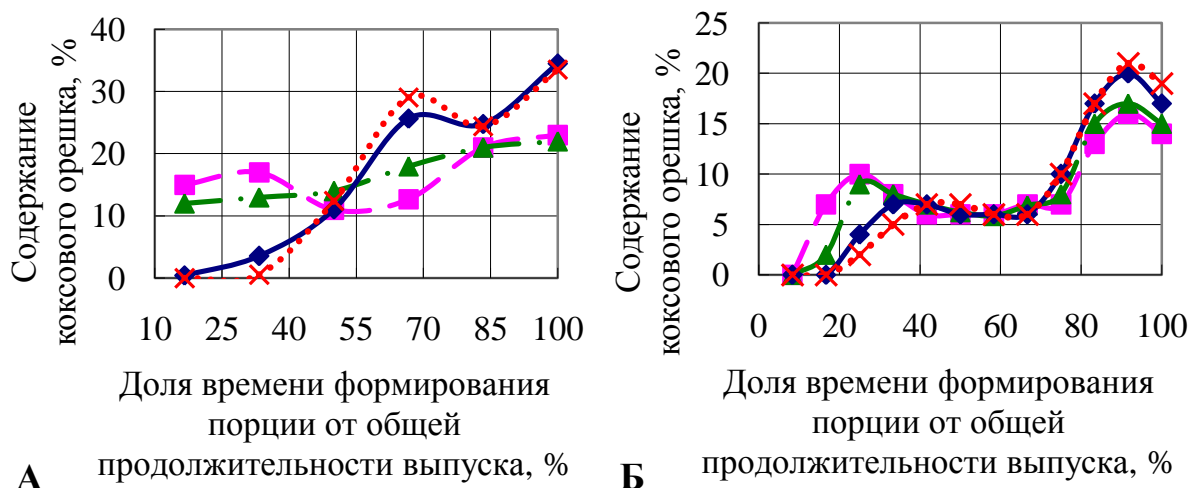 Содержание
коксового орешка, %
40
30
20
10
0
10 25 40 55 70 85 100
Доля времени формирования
порции от общей
продолжительности выпуска, %
А
Содержание
коксового орешка, %
25
20
15
10
5
0
0 20 40 60 80 100
Доля времени формирования
порции от общей
продолжительности выпуска, %
Б